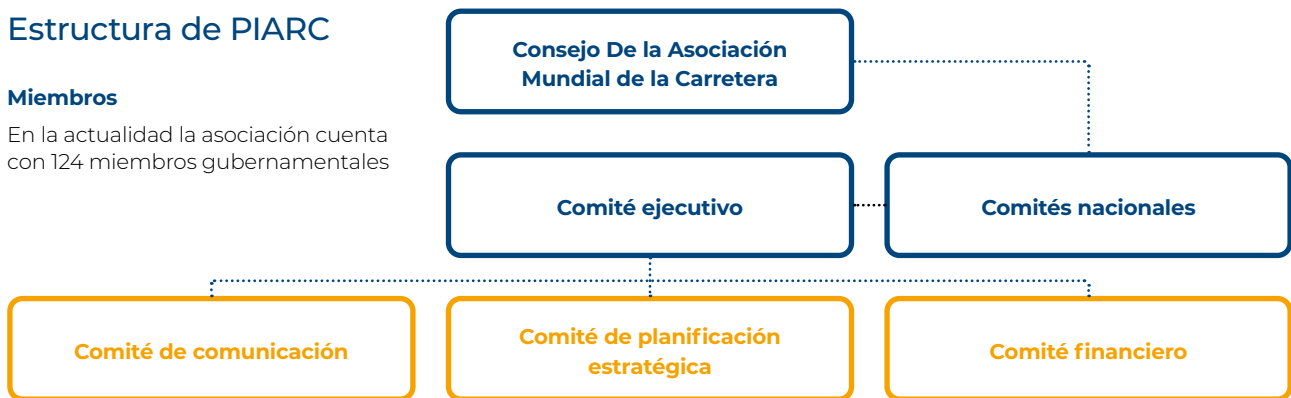 Estructura de PIARC
Miembros
En la actualidad la asociación cuenta
con 124 miembros gubernamentales
Consejo De la Asociación
Mundial de la Carretera
Comité ejecutivo
Comités nacionales
Comité de comunicación
Comité de planificación
estratégica
Comité financiero